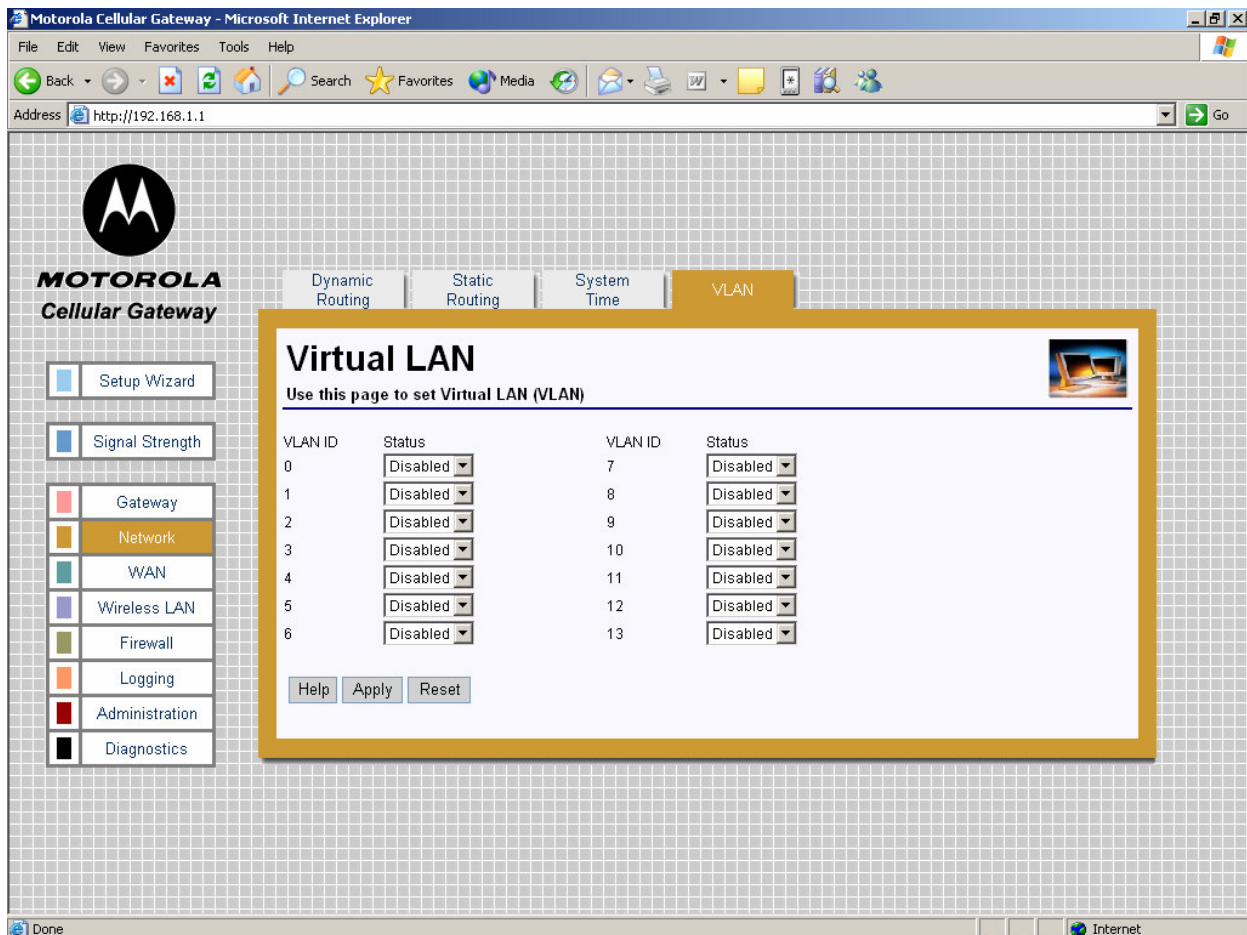 Motorola Cellular Gateway - Microsoft Internet Explorer
File Edit View Favorites Tools Help
Back Search Favorites Media
Address http://192.168.1.1 Go
MOTOROLA
Cellular Gateway
Dynamic Routing
Static Routing
System Time
VLAN
Setup Wizard
Signal Strength
Gateway
Network
WAN
Wireless LAN
Firewall
Logging
Administration
Diagnostics
Virtual LAN
Use this page to set Virtual LAN (VLAN)
VLAN ID Status VLAN ID Status
0 Disabled 7 Disabled
1 Disabled 8 Disabled
2 Disabled 9 Disabled
3 Disabled 10 Disabled
4 Disabled 11 Disabled
5 Disabled 12 Disabled
6 Disabled 13 Disabled
Help Apply Reset
Done Internet